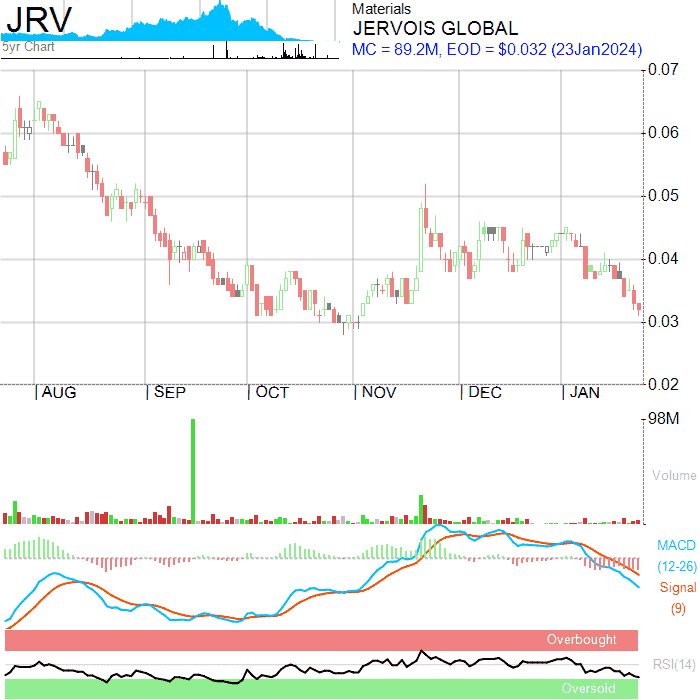 JRV
5yr Chart
Materials
JERVOIS GLOBAL
MC = 89.2M, EOD = $0.032 (23Jan2024)
0.07
0.06
0.05
0.04
0.03
0.02
AUG SEP OCT NOV DEC JAN
98M
Volume
MACD
(12-26)
Signal
(9)
Overbought
RSI(14)
Oversold